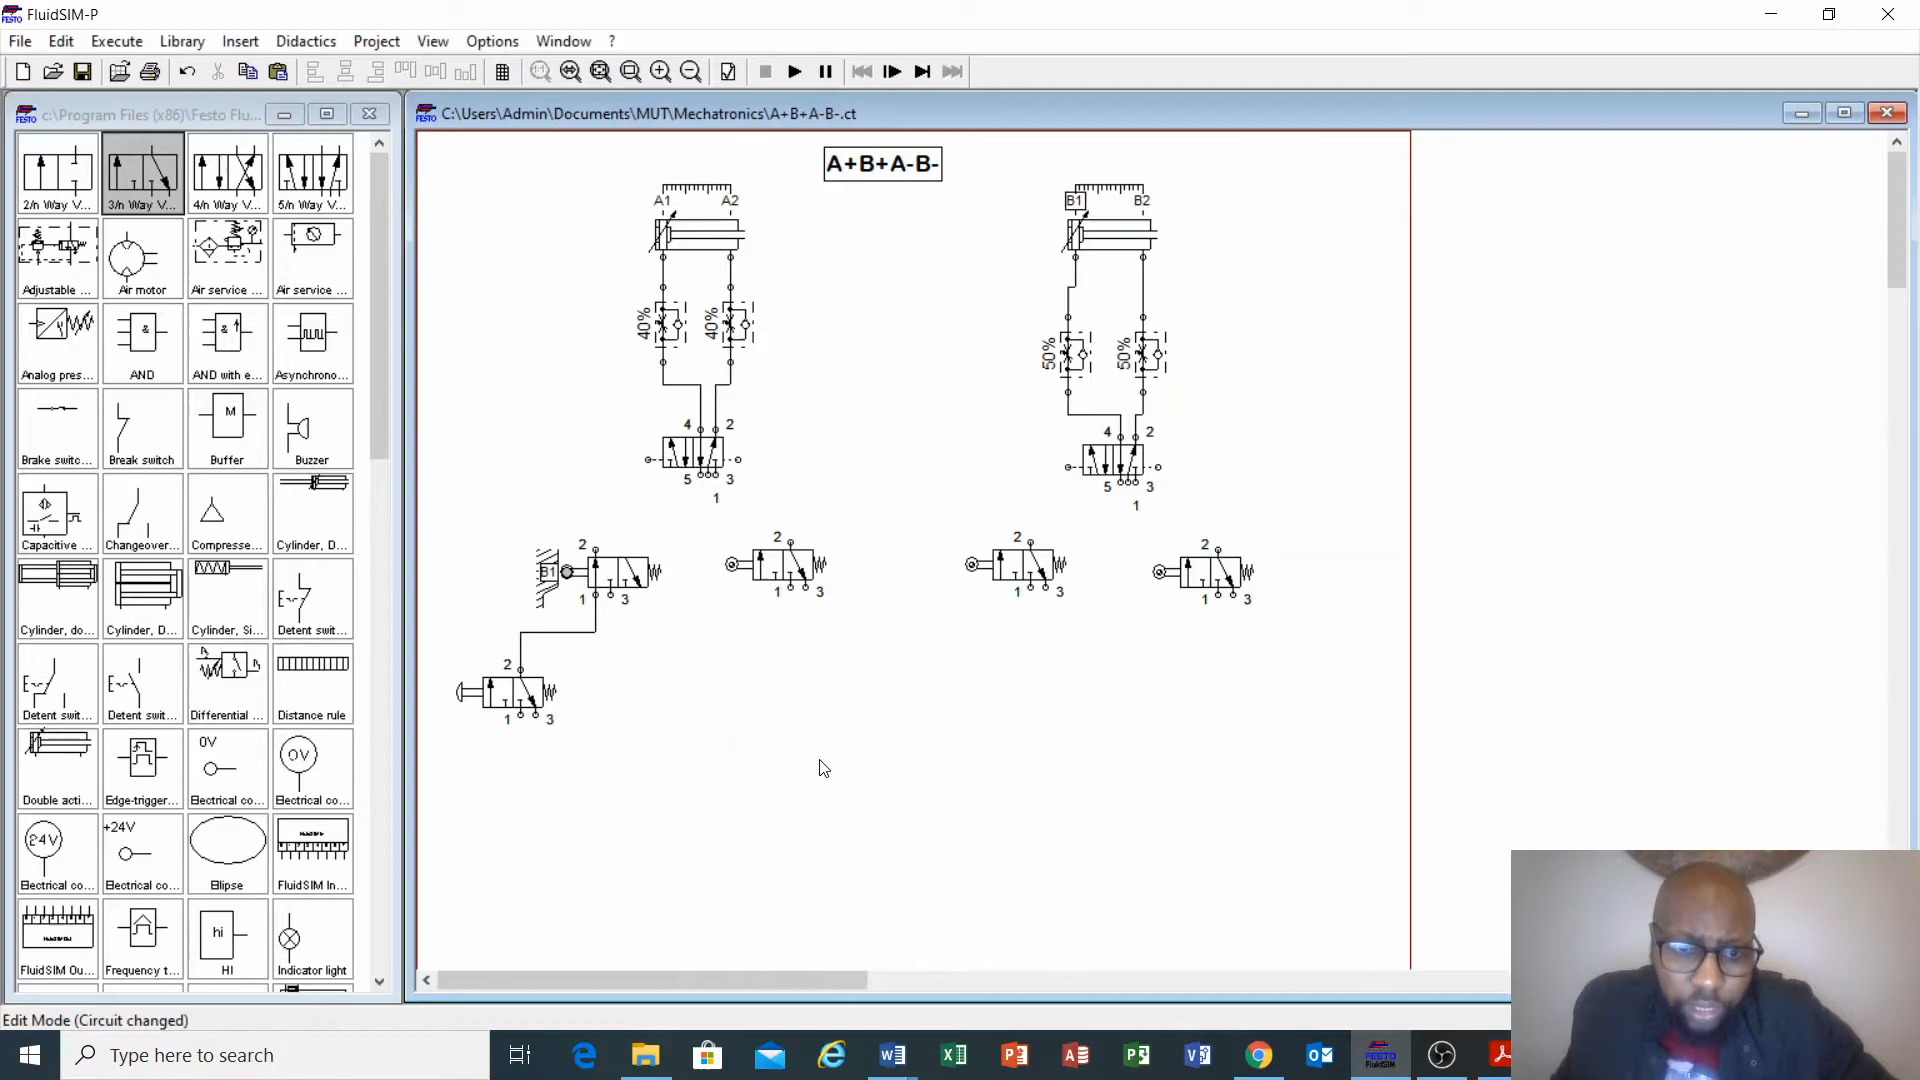 FluidSIM-P
File Edit Execute Library Insert Didactics Project View Options Window ?
c:\Program Files (x86)\Festo Flu...
C:\Users\Admin\Documents\MUT\Mechatronics\A+B+A-B-.ct
2/n Way V... 3/n Way V... 4/n Way V... 5/n Way V...
Adjustable ... Air motor Air service ... Air service ...
Analog pres... AND AND with e... Asynchrono...
Brake switc... Break switch Buffer Buzzer
Capacitive ... Changeover... Compresse... Cylinder, D...
Cylinder, do... Cylinder, D... Cylinder, Si... Detent swit...
Detent swit... Detent swit... Differential ... Distance rule
Double acti... Edge-trigger... Electrical co... Electrical co...
Electrical co... Electrical co... Ellipse FluidSIM In...
FluidSIM Ou... Frequency t... HI Indicator light
& & M 0V 0V 24V +24V hi
A+B+A-B-
A1 A2 B1 B2
40% 40% 50% 50%
4 2 4 2
5 3 5 3
1 1
2 2 2 2
B1
1 3 1 3 1 3 1 3
2
1 3
Edit Mode (Circuit changed)
Type here to search